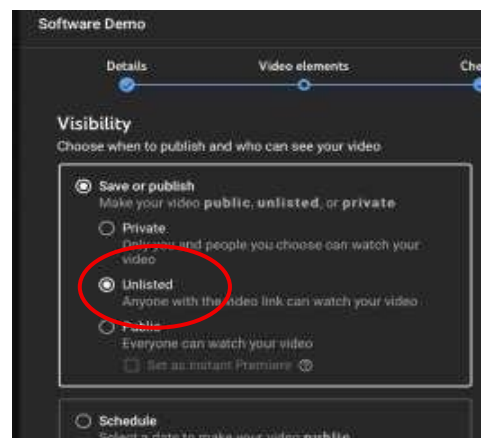 Software Demo
Details Video elements Che
Visibility
Choose when to publish and who can see your video
Save or publish
Make your video public, unlisted, or private
Private
Only you and people you choose can watch your
video
Unlisted
Anyone with the video link can watch your video
Public
Everyone can watch your video
Set as instant Premiere
Schedule
Select a date to make your video public